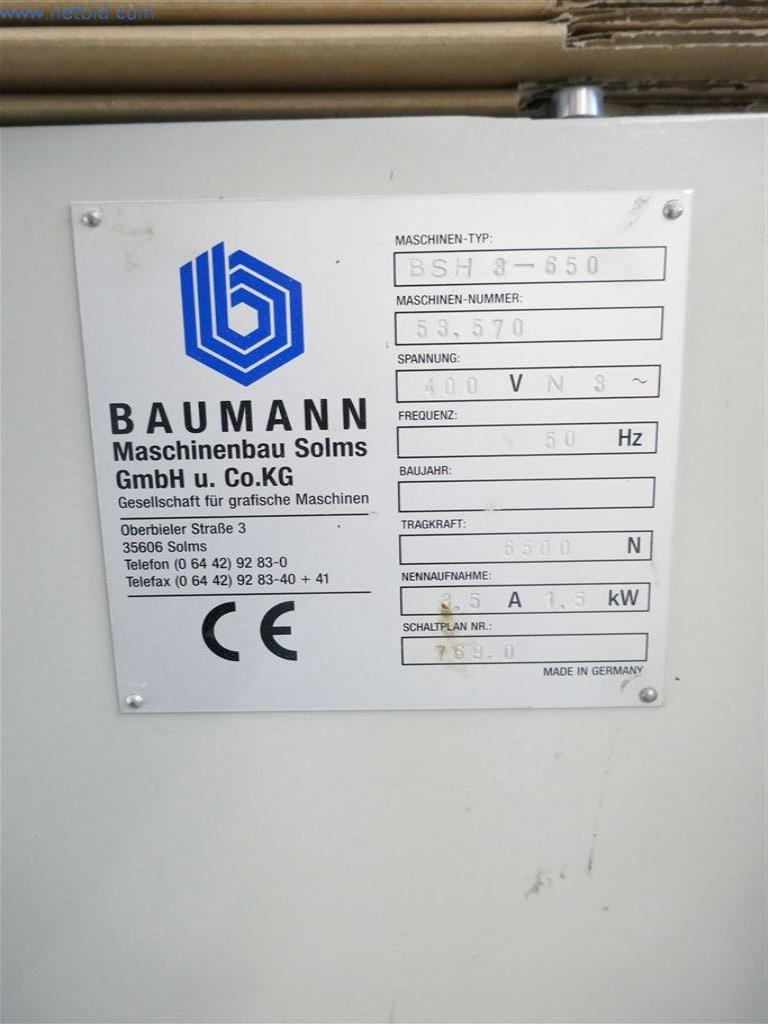 www.netbid.com
b
BAUMANN
Maschinenbau Solms
GmbH u. Co.KG
Gesellschaft für grafische Maschinen
Oberbieler Straße 3
35606 Solms
Telefon (0 64 42) 92 83-0
Telefax (0 64 42) 92 83-40 + 41
CE
MASCHINEN-TYP:
BSH 3-650
MASCHINEN-NUMMER:
53.570
SPANNUNG:
400 V N 3 ~
FREQUENZ:
50 Hz
BAUJAHR:
TRAGKRAFT:
6500 N
NENNAUFNAHME:
3,5 A 1,5 kW
SCHALTPLAN NR.:
769.0
MADE IN GERMANY